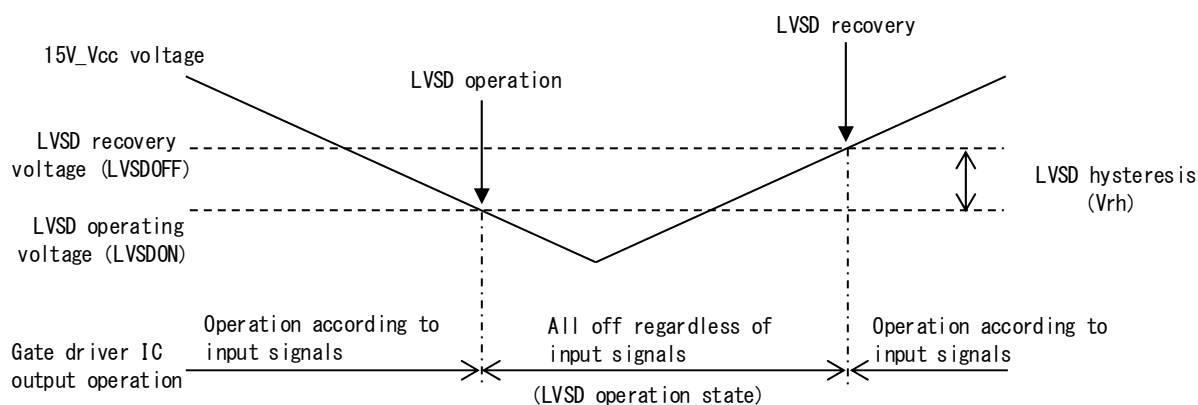 LVSD recovery
15V_Vcc voltage
LVSD operation
LVSD recovery
voltage (LVSDOFF)
LVSD hysteresis
(Vrh)
LVSD operating
voltage (LVSDON)
Operation according to
input signals
All off regardless of
input signals
Operation according to
input signals
Gate driver IC
output operation
(LVSD operation state)